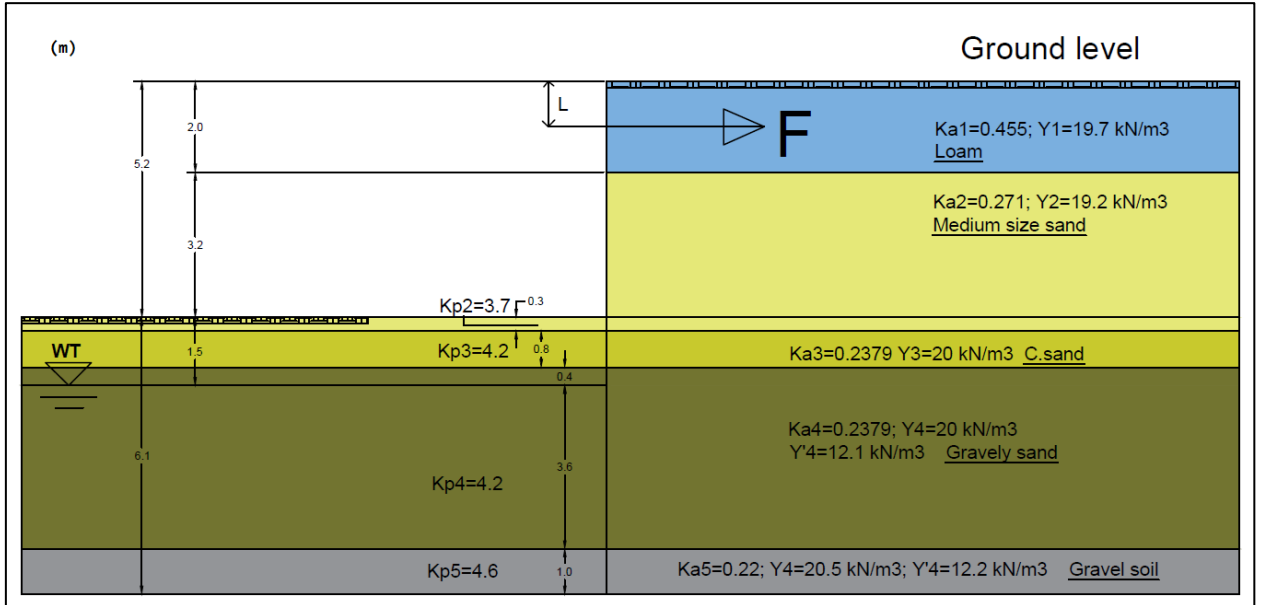 (m)
Ground level
L
2.0
F
5.2
Ka1=0.455; Y1=19.7 kN/m3
Loam
Ka2=0.271; Y2=19.2 kN/m3
Medium size sand
3.2
Kp2=3.7
0.3
WT
1.5
Kp3=4.2
0.8
Ka3=0.2379 Y3=20 kN/m3 C.sand
0.4
Ka4=0.2379; Y4=20 kN/m3
Y'4=12.1 kN/m3 Gravely sand
6.1
3.6
Kp4=4.2
Kp5=4.6
1.0
Ka5=0.22; Y4=20.5 kN/m3; Y'4=12.2 kN/m3 Gravel soil